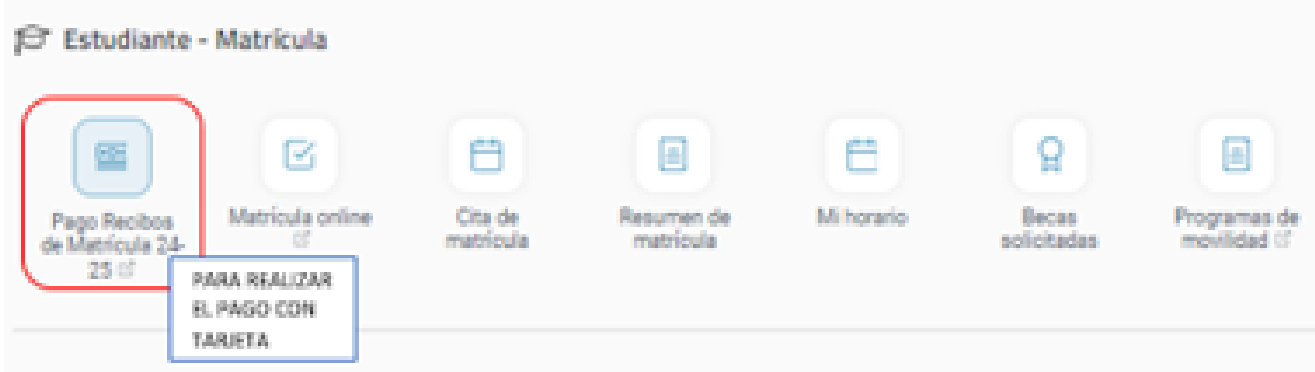 Estudiante - Matrícula
Pago Recibos
de Matrícula 24-
25
Matrícula online
Cita de
matrícula
Resumen de
matrícula
Mi horario
Becas
solicitadas
Programas de
movilidad
PARA REALIZAR
EL PAGO CON
TARJETA